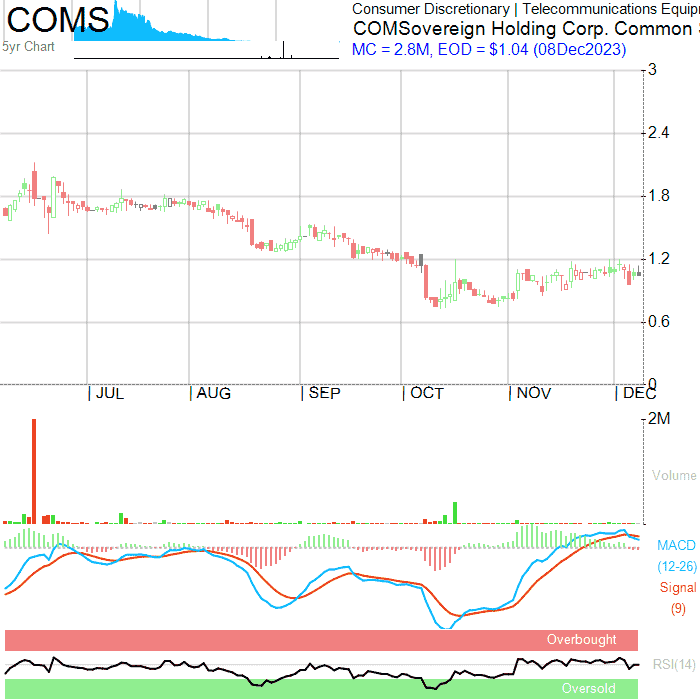 COMS
Consumer Discretionary | Telecommunications Equip
COMSovereign Holding Corp. Common
5yr Chart
MC = 2.8M, EOD = $1.04 (08Dec2023)
3
2.4
1.8
1.2
0.6
0
JUL
AUG
SEP
OCT
NOV
DEC
2M
Volume
MACD
(12-26)
Signal
(9)
Overbought
RSI(14)
Oversold